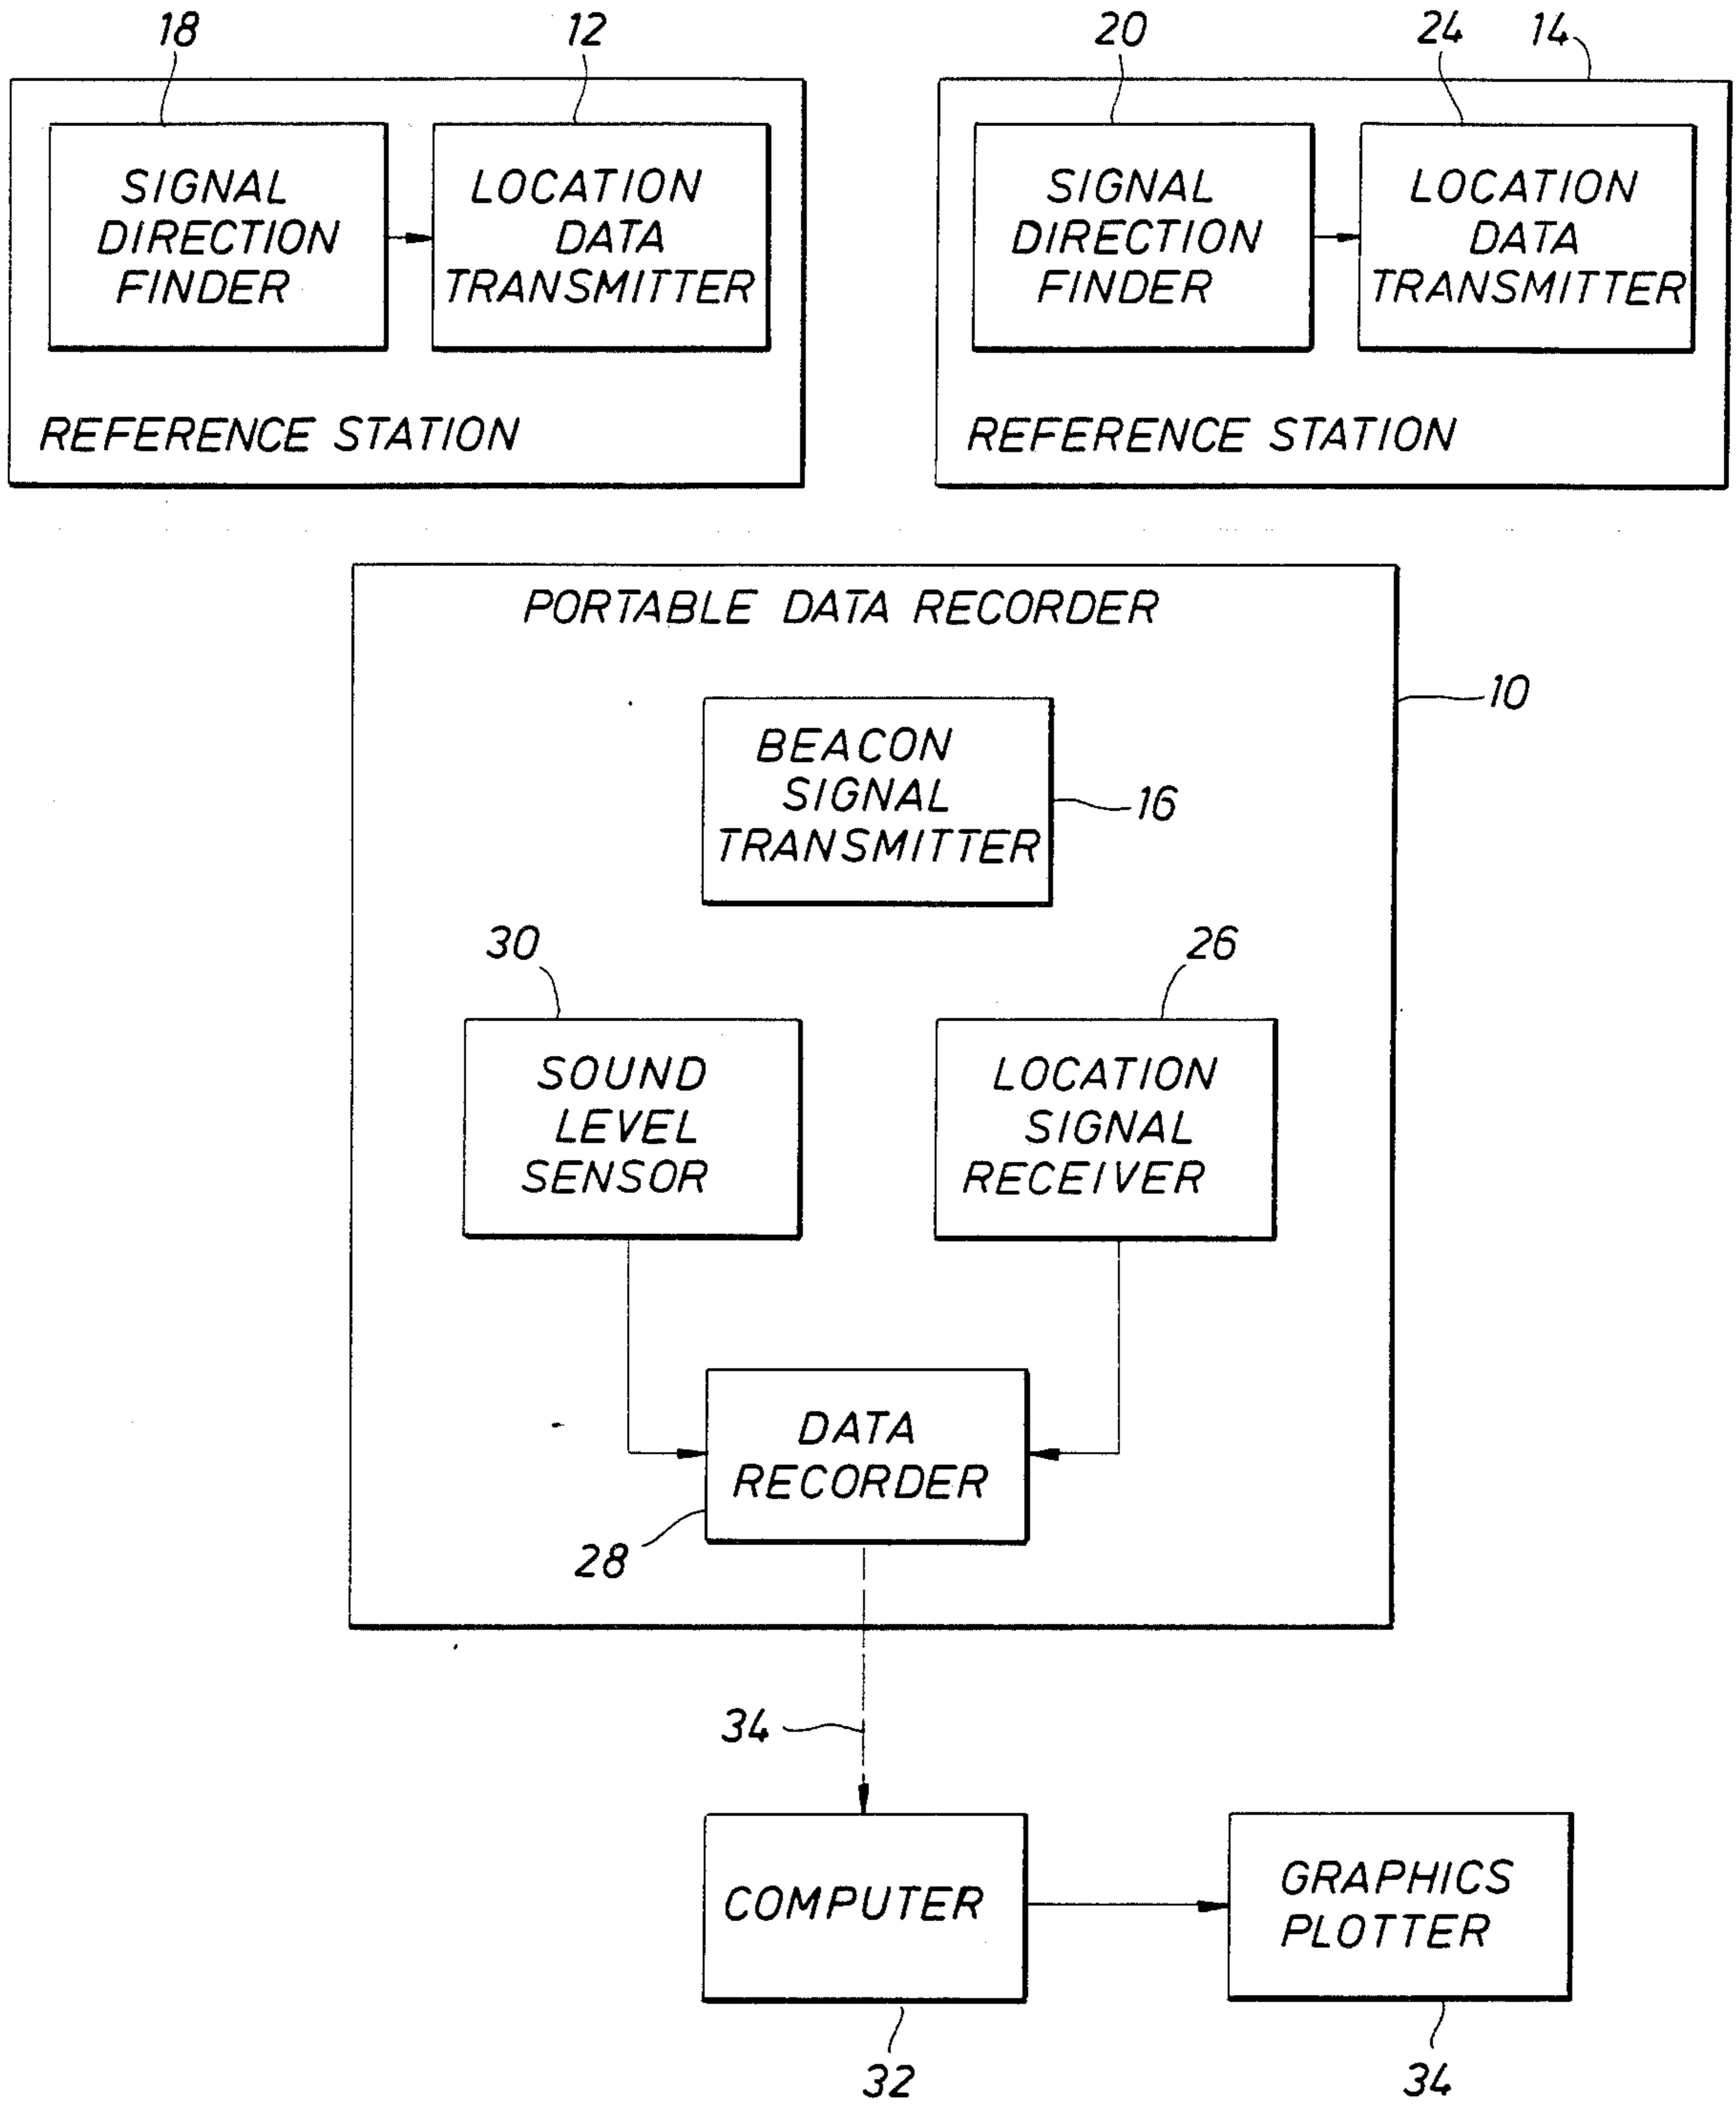 18
12
20
24
14
SIGNAL
DIRECTION
FINDER
LOCATION
DATA
TRANSMITTER
REFERENCE STATION
SIGNAL
DIRECTION
FINDER
LOCATION
DATA
TRANSMITTER
REFERENCE STATION
PORTABLE DATA RECORDER
10
BEACON
SIGNAL
TRANSMITTER
16
30
26
SOUND
LEVEL
SENSOR
LOCATION
SIGNAL
RECEIVER
DATA
RECORDER
28
34
COMPUTER
GRAPHICS
PLOTTER
32
34